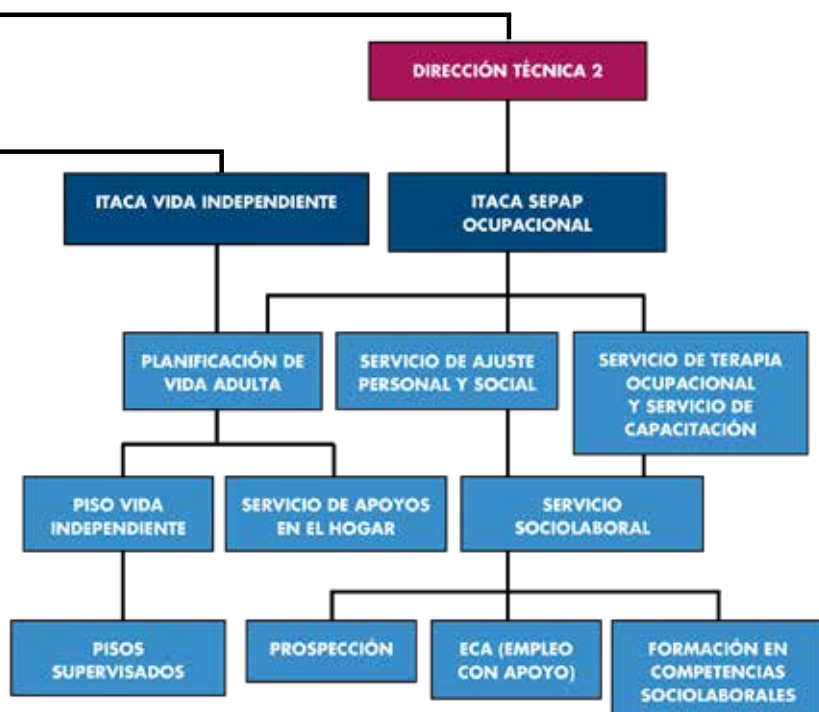 DIRECCIÓN TÉCNICA 2
ITACA VIDA INDEPENDIENTE
ITACA SEPAP
OCUPACIONAL
PLANIFICACIÓN DE
VIDA ADULTA
SERVICIO DE AJUSTE
PERSONAL Y SOCIAL
SERVICIO DE TERAPIA
OCUPACIONAL
Y SERVICIO DE
CAPACITACIÓN
PISO VIDA
INDEPENDIENTE
SERVICIO DE APOYOS
EN EL HOGAR
SERVICIO
SOCIOLABORAL
PISOS
SUPERVISADOS
PROSPECCIÓN
ECA (EMPLEO
CON APOYO)
FORMACIÓN EN
COMPETENCIAS
SOCIOLABORALES